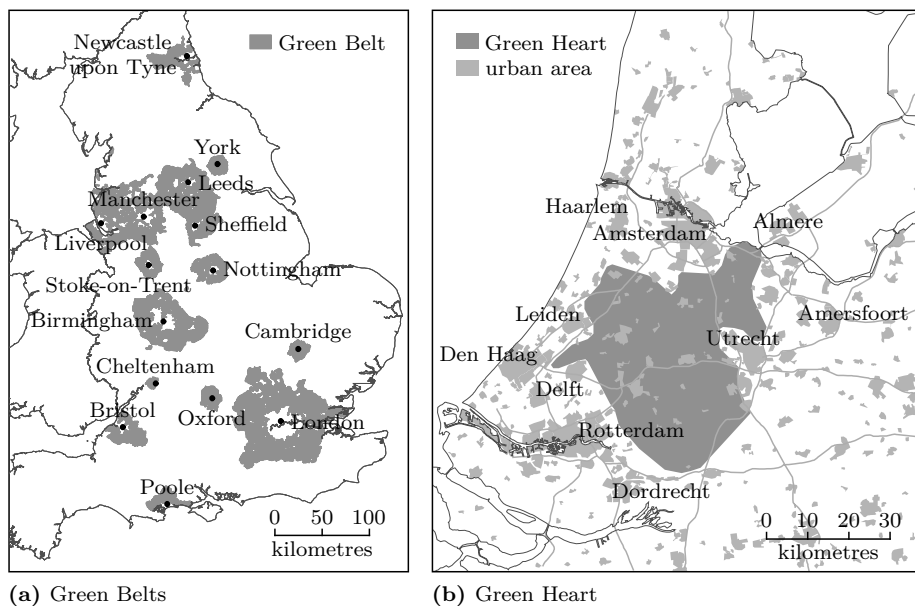 Newcastle
upon Tyne
Green Belt
York
Leeds
Manchester
Sheffield
Liverpool
Nottingham
Stoke-on-Trent
Birmingham
Cambridge
Cheltenham
Bristol
Oxford
London
Poole
0 50 100
kilometres
(a) Green Belts
Green Heart
urban area
Haarlem
Amsterdam
Almere
Leiden
Amersfoort
Utrecht
Den Haag
Delft
Rotterdam
Dordrecht
0 10 20 30
kilometres
(b) Green Heart